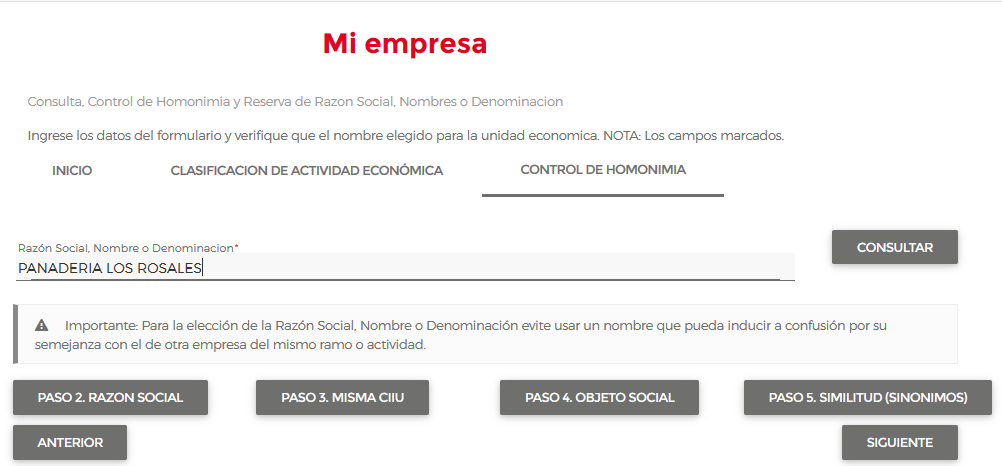 Mi empresa
Consulta, Control de Homonimia y Reserva de Razon Social, Nombres o Denominacion
Ingrese los datos del formulario y verifique que el nombre elegido para la unidad economica. NOTA: Los campos marcados.
INICIO CLASIFICACION DE ACTIVIDAD ECONÓMICA CONTROL DE HOMONIMIA
Razón Social, Nombre o Denominacion*
PANADERIA LOS ROSALES
CONSULTAR
Importante: Para la elección de la Razón Social, Nombre o Denominación evite usar un nombre que pueda inducir a confusión por su
semejanza con el de otra empresa del mismo ramo o actividad.
PASO 2. RAZON SOCIAL PASO 3. MISMA CIIU PASO 4. OBJETO SOCIAL PASO 5. SIMILITUD (SINONIMOS)
ANTERIOR SIGUIENTE